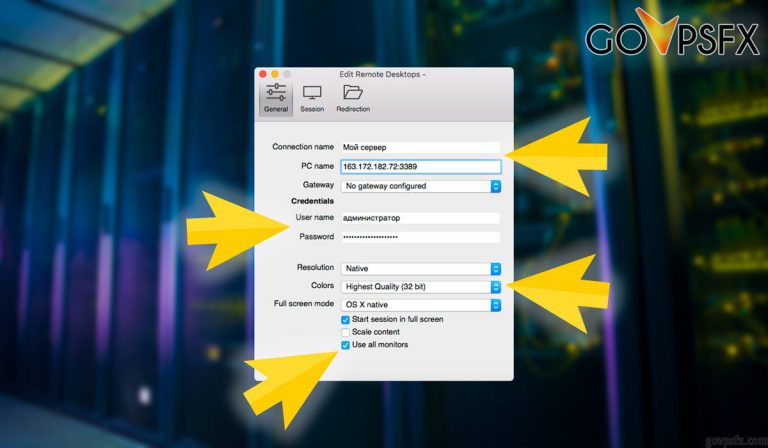 GOVPSFX
Edit Remote Desktops -
General
Session
Redirection
Connection name
Мой сервер
PC name
163.172.182.72:3389
Gateway
No gateway configured
Credentials
User name
администратор
Password
••••••••••••••••••••
Resolution
Native
Colors
Highest Quality (32 bit)
Full screen mode
OS X native
Start session in full screen
Scale content
Use all monitors
govpsfx.com